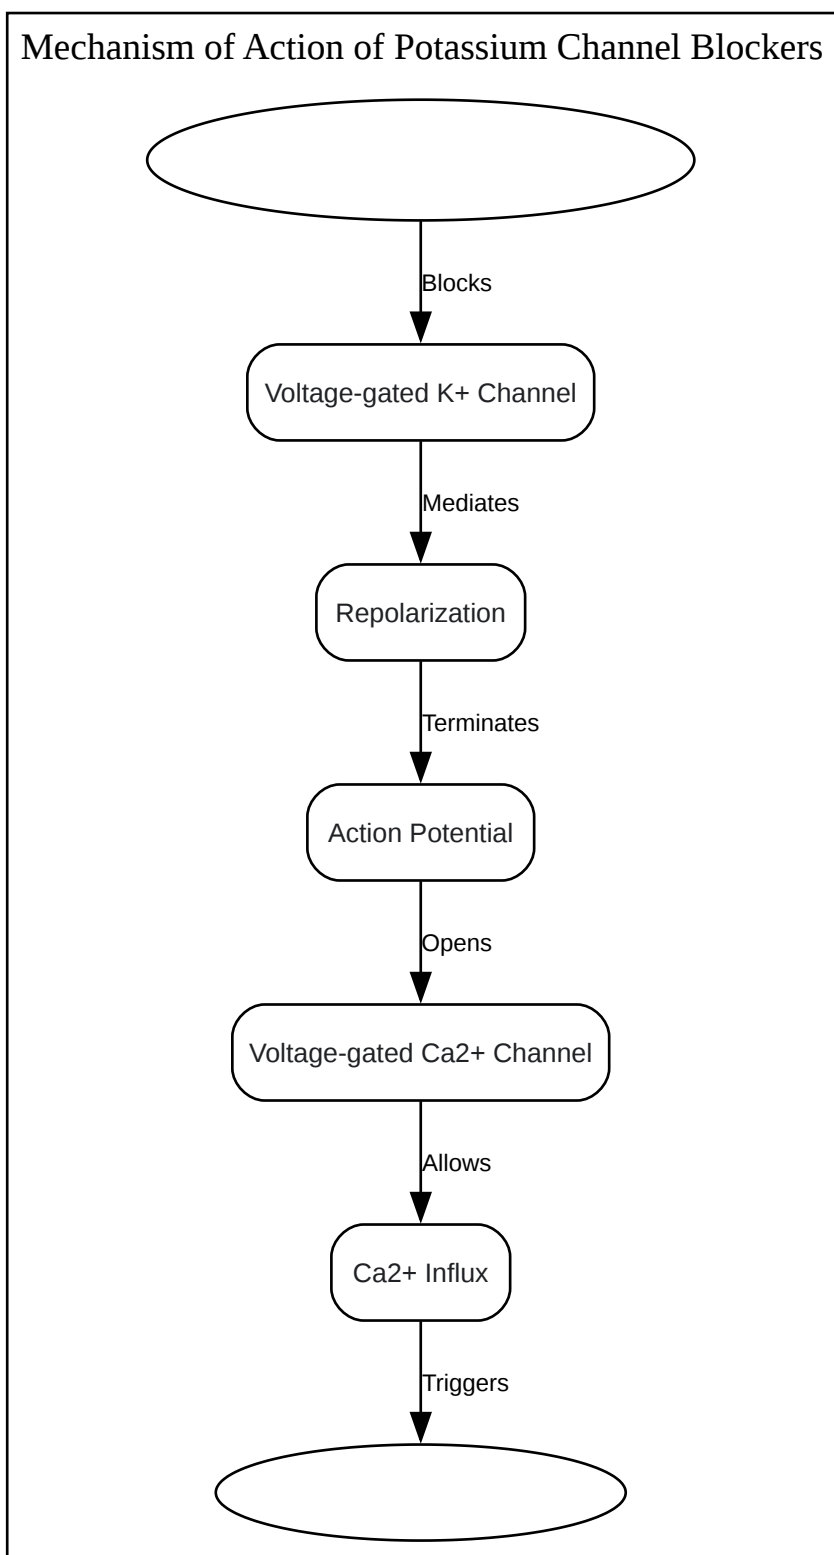 Mechanism of Action of Potassium Channel Blockers
Blocks
Voltage-gated K+ Channel
Mediates
Repolarization
Terminates
Action Potential
Opens
Voltage-gated Ca2+ Channel
Allows
Ca2+ Influx
Triggers